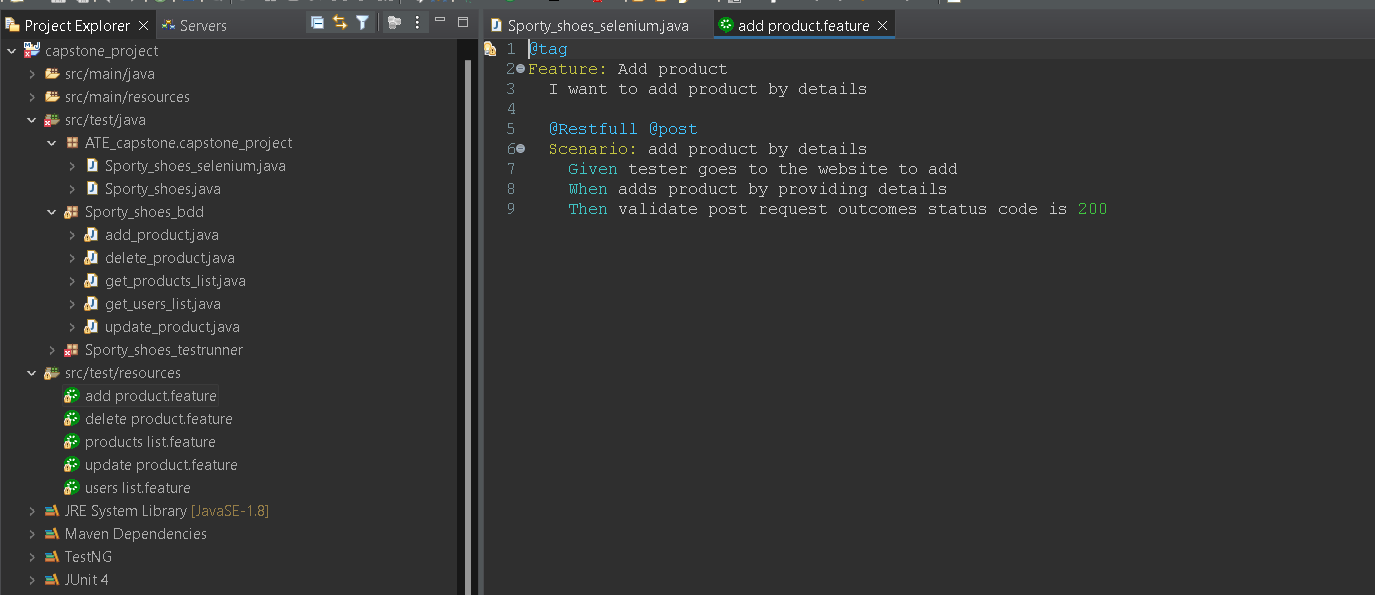 Project Explorer
Servers
capstone_project
src/main/java
src/main/resources
src/test/java
ATE_capstone.capstone_project
Sporty_shoes_selenium.java
Sporty_shoes.java
Sporty_shoes_bdd
add_product.java
delete_product.java
get_products_list.java
get_users_list.java
update_product.java
Sporty_shoes_testrunner
src/test/resources
add product.feature
delete product.feature
products list.feature
update product.feature
users list.feature
JRE System Library [JavaSE-1.8]
Maven Dependencies
TestNG
JUnit 4
Sporty_shoes_selenium.java
add product.feature
1 @tag
2 Feature: Add product
3 I want to add product by details
4
5 @Restfull @post
6 Scenario: add product by details
7 Given tester goes to the website to add
8 When adds product by providing details
9 Then validate post request outcomes status code is 200